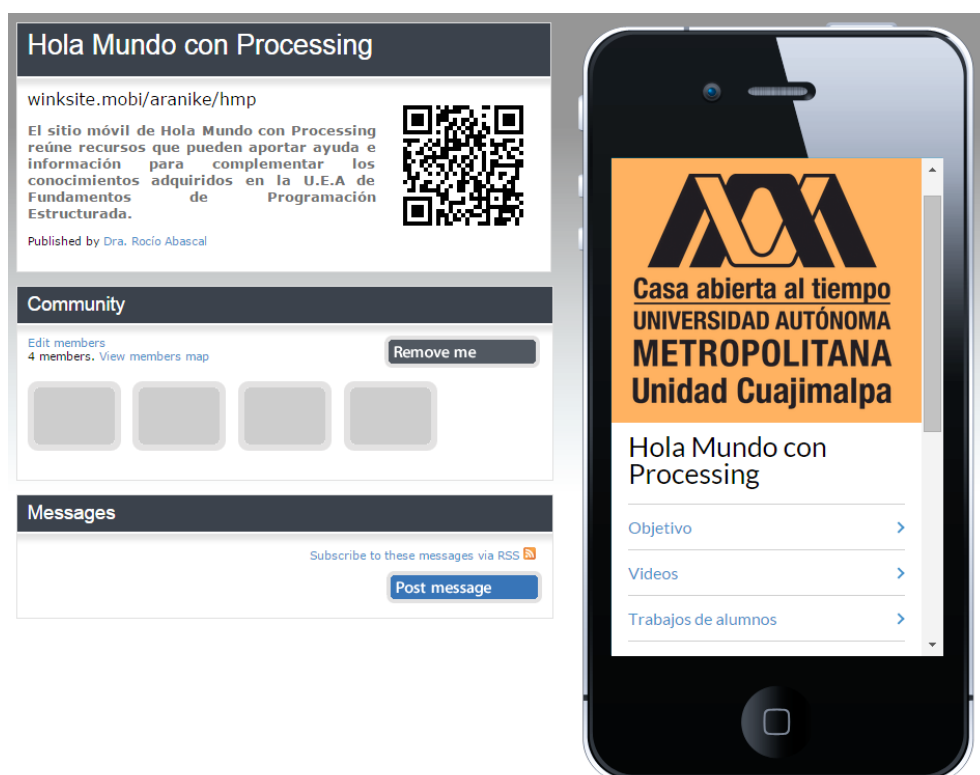 Hola Mundo con Processing
winksite.mobi/aranike/hmp
El sitio móvil de Hola Mundo con Processing
reúne recursos que pueden aportar ayuda e
información para complementar los
conocimientos adquiridos en la U.E.A de
Fundamentos de Programación
Estructurada.
Published by Dra. Rocío Abascal
Community
Edit members
4 members. View members map
Remove me
Messages
Subscribe to these messages via RSS
Post message
Casa abierta al tiempo
UNIVERSIDAD AUTÓNOMA
METROPOLITANA
Unidad Cuajimalpa
Hola Mundo con
Processing
Objetivo
Videos
Trabajos de alumnos